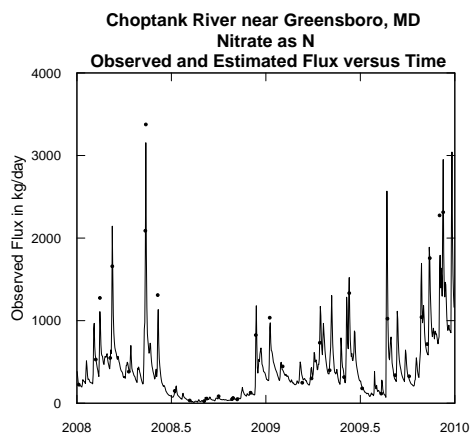 Choptank River near Greensboro, MD
Nitrate as N
Observed and Estimated Flux versus Time
4000
3000
2000
1000
0
Observed Flux in kg/day
2008
2008.5
2009
2009.5
2010